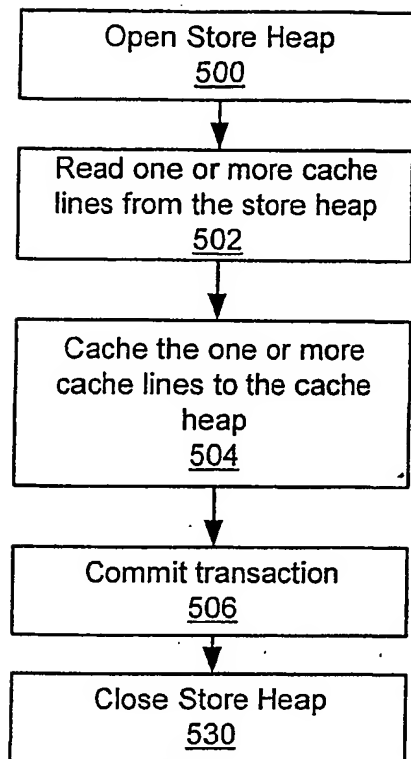 Open Store Heap
500
Read one or more cache
lines from the store heap
502
Cache the one or more
cache lines to the cache
heap
504
Commit transaction
506
Close Store Heap
530